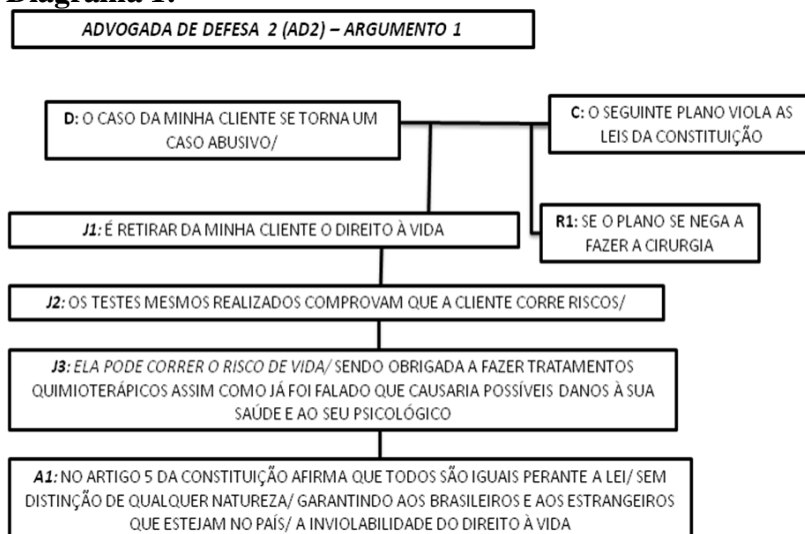 Diagrama 1:
ADVOGADA DE DEFESA 2 (AD2) – ARGUMENTO 1
D: O CASO DA MINHA CLIENTE SE TORNA UM
CASO ABUSIVO/
C: O SEGUINTE PLANO VIOLA AS
LEIS DA CONSTITUIÇÃO
J1: É RETIRAR DA MINHA CLIENTE O DIREITO À VIDA
R1: SE O PLANO SE NEGA A
FAZER A CIRURGIA
J2: OS TESTES MESMOS REALIZADOS COMPROVAM QUE A CLIENTE CORRE RISCOS/
J3: ELA PODE CORRER O RISCO DE VIDA/ SENDO OBRIGADA A FAZER TRATAMENTOS
QUIMIOTERÁPICOS ASSIM COMO JÁ FOI FALADO QUE CAUSARIA POSSÍVEIS DANOS À SUA
SAÚDE E AO SEU PSICOLÓGICO
A1: NO ARTIGO 5 DA CONSTITUIÇÃO AFIRMA QUE TODOS SÃO IGUAIS PERANTE A LEI/ SEM
DISTINÇÃO DE QUALQUER NATUREZA/ GARANTINDO AOS BRASILEIROS E AOS ESTRANGEIROS
QUE ESTEJAM NO PAÍS/ A INVIOLABILIDADE DO DIREITO À VIDA